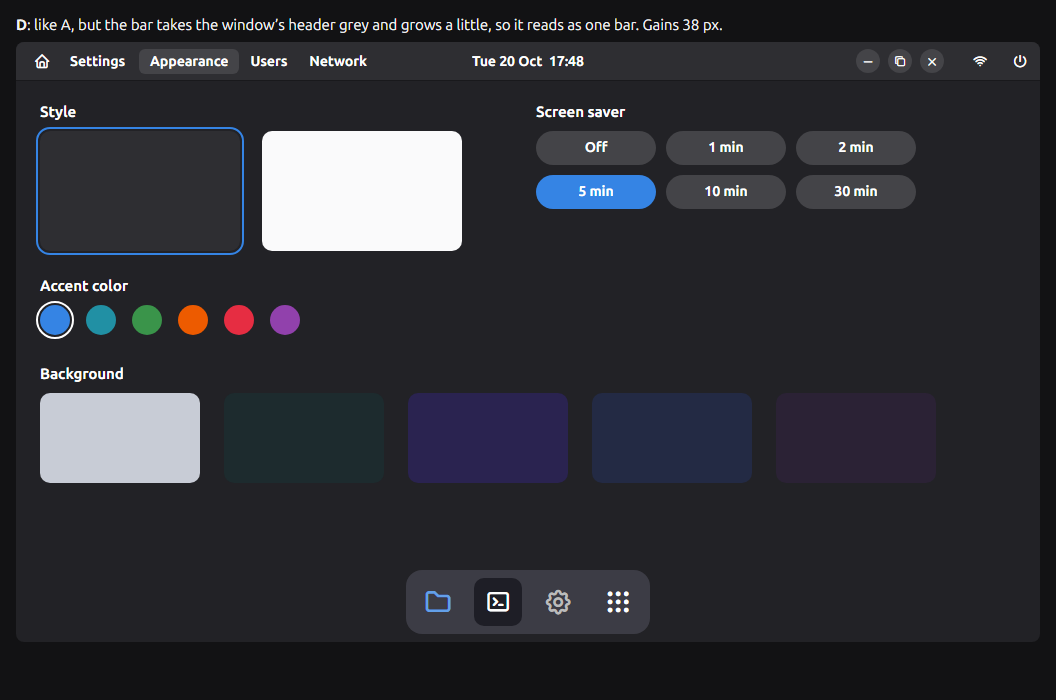 D: like A, but the bar takes the window’s header grey and grows a little, so it reads as one bar. Gains 38 px.
Settings Appearance Users Network Tue 20 Oct 17:48
Style
Screen saver
Off 1 min 2 min
5 min 10 min 30 min
Accent color
Background